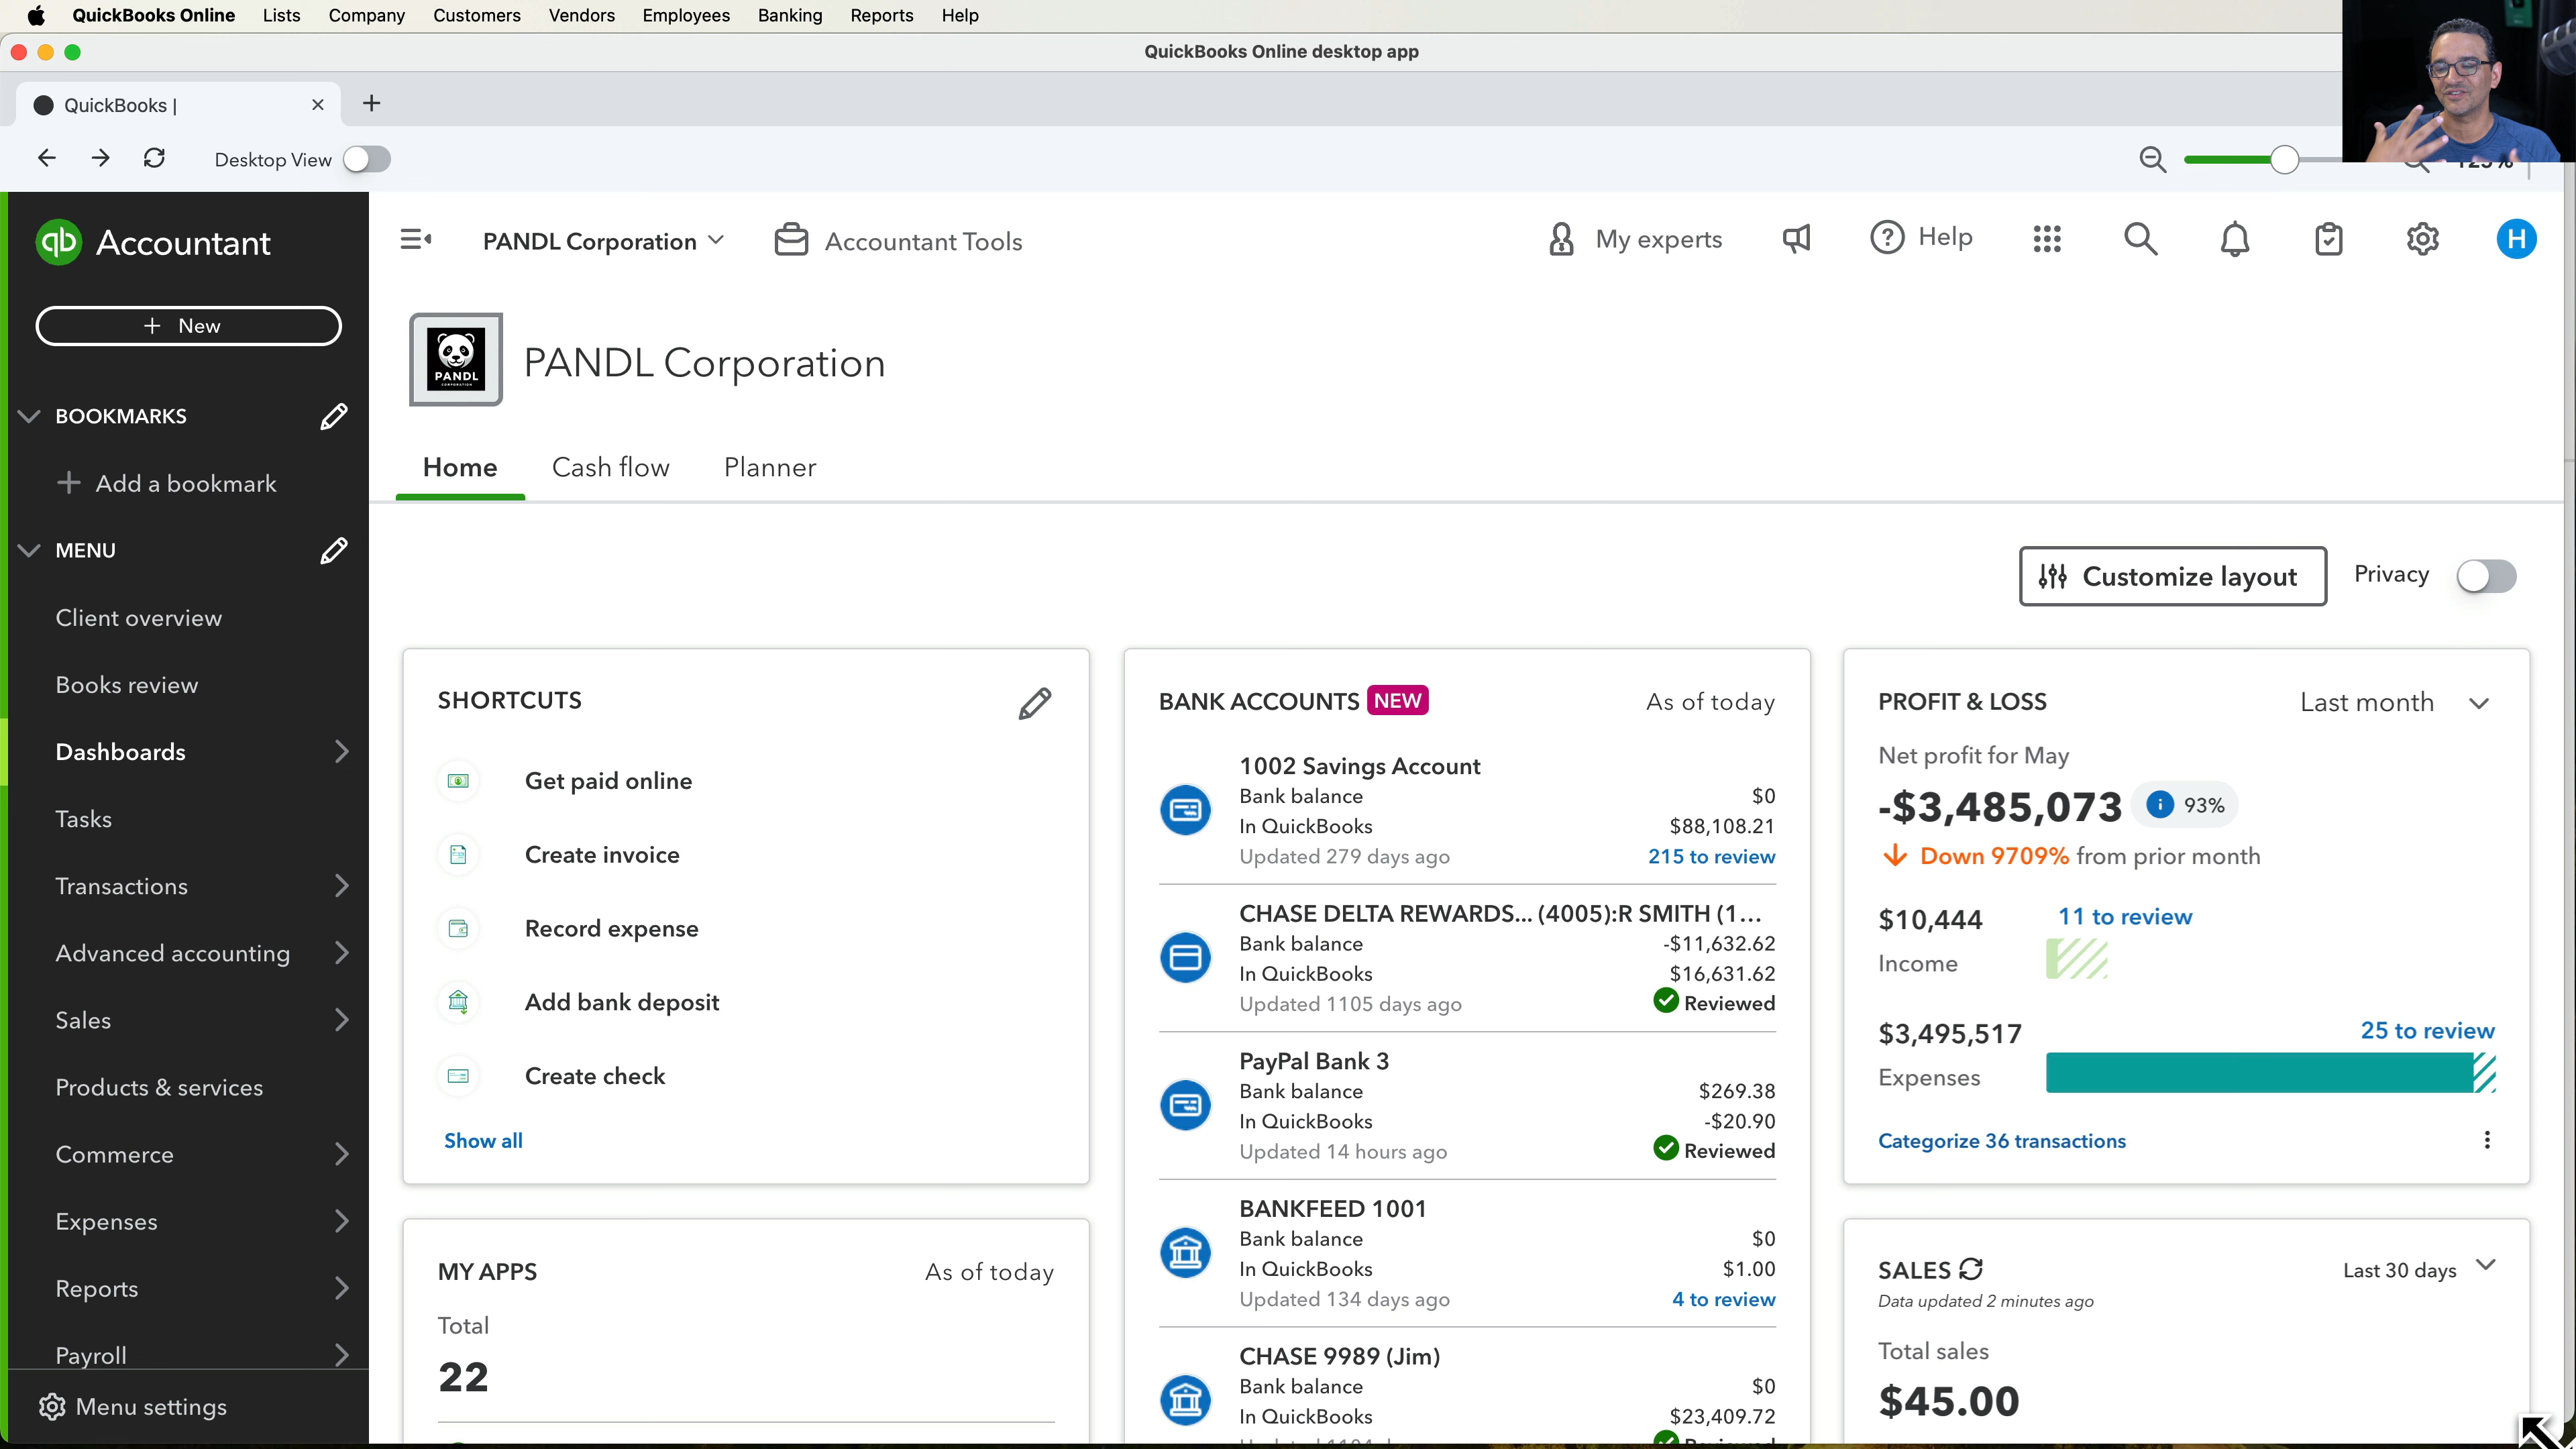 QuickBooks Online Lists Company Customers Vendors Employees Banking Reports Help
QuickBooks Online desktop app
QuickBooks |
Desktop View
qb Accountant
New
BOOKMARKS
Add a bookmark
MENU
Client overview
Books review
Dashboards
Tasks
Transactions
Advanced accounting
Sales
Products & services
Commerce
Expenses
Reports
Payroll
Menu settings
PANDL Corporation
Accountant Tools
My experts
Help
H
PANDL
CORPORATION
PANDL Corporation
Home Cash flow Planner
Customize layout
Privacy
SHORTCUTS
Get paid online
Create invoice
Record expense
Add bank deposit
Create check
Show all
MY APPS As of today
Total
22
BANK ACCOUNTS NEW As of today
1002 Savings Account
Bank balance $0
In QuickBooks $88,108.21
Updated 279 days ago 215 to review
CHASE DELTA REWARDS... (4005):R SMITH (1...
Bank balance -$11,632.62
In QuickBooks $16,631.62
Updated 1105 days ago Reviewed
PayPal Bank 3
Bank balance $269.38
In QuickBooks -$20.90
Updated 14 hours ago Reviewed
BANKFEED 1001
Bank balance $0
In QuickBooks $1.00
Updated 134 days ago 4 to review
CHASE 9989 (Jim)
Bank balance $0
In QuickBooks $23,409.72
PROFIT & LOSS Last month
Net profit for May
-$3,485,073 i 93%
Down 9709% from prior month
$10,444 11 to review
Income
$3,495,517 25 to review
Expenses
Categorize 36 transactions
SALES Last 30 days
Data updated 2 minutes ago
Total sales
$45.00